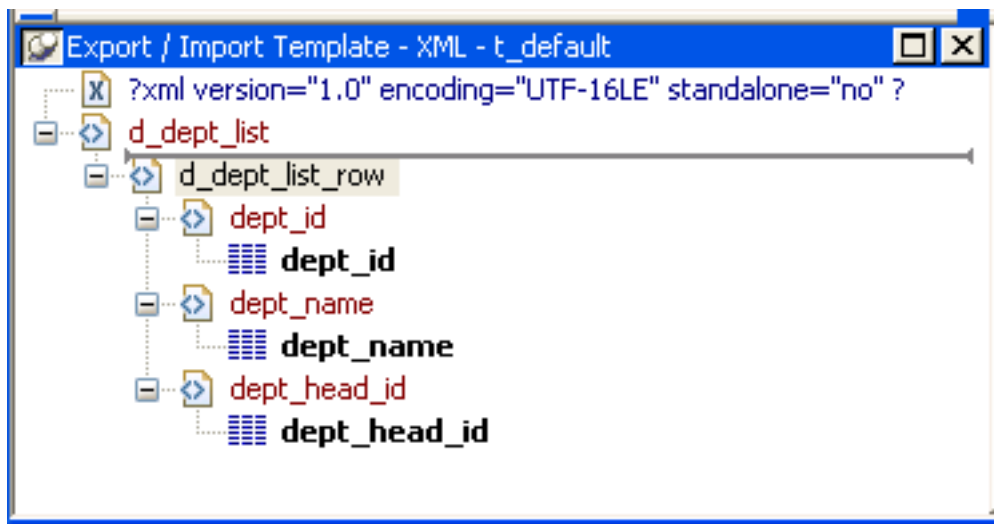 Export / Import Template - XML - t_default
?xml version="1.0" encoding="UTF-16LE" standalone="no" ?
d_dept_list
d_dept_list_row
dept_id
dept_id
dept_name
dept_name
dept_head_id
dept_head_id